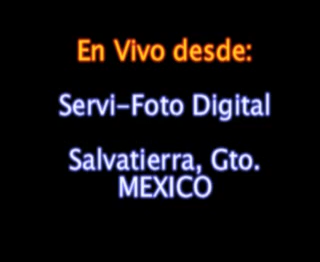 En Vivo desde:
Servi-Foto Digital
Salvatierra, Gto.
MEXICO